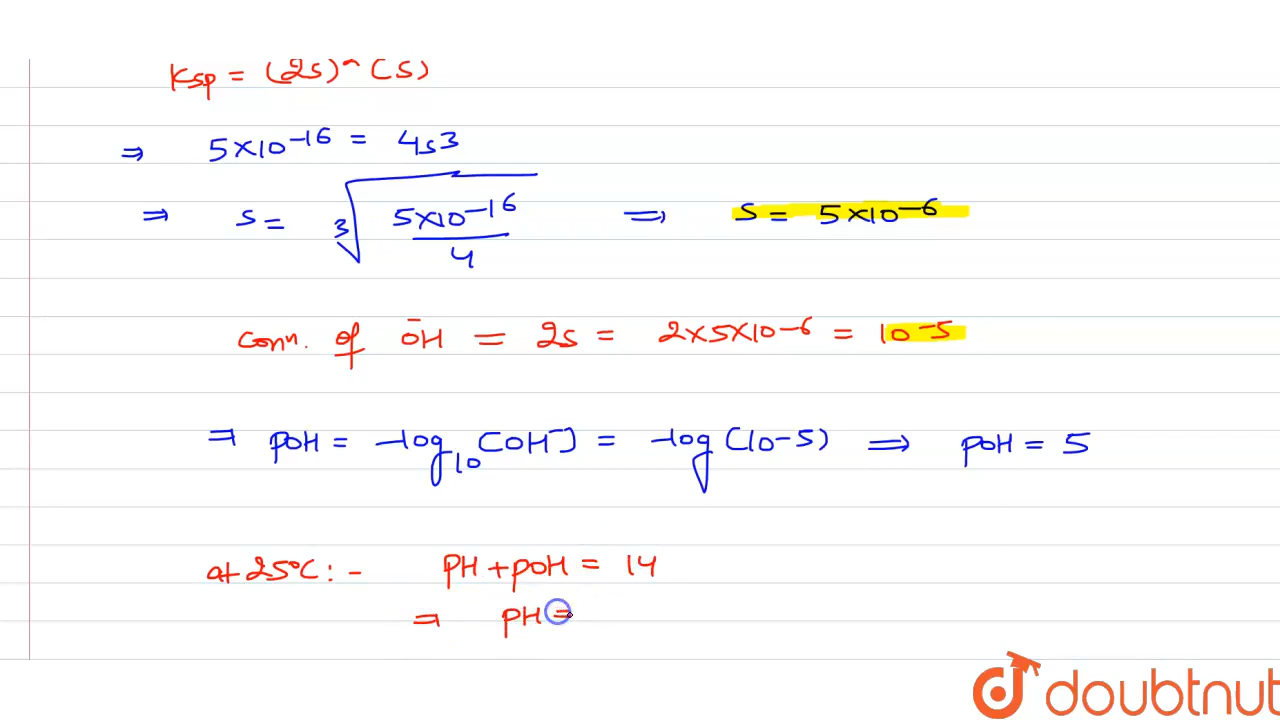 Ksp = (2s)^2 (s)
⇒ 5×10^-16 = 4s3
⇒ s = ∛(5×10^-16 / 4) ⇒ s = 5×10^-6
Conn. of ŌH = 2s = 2×5×10^-6 = 10^-5
⇒ pOH = -log10 [OH^-] = -log(10-5) ⇒ pOH = 5
at 25°C :- pH + pOH = 14
⇒ pH =
doubtnut